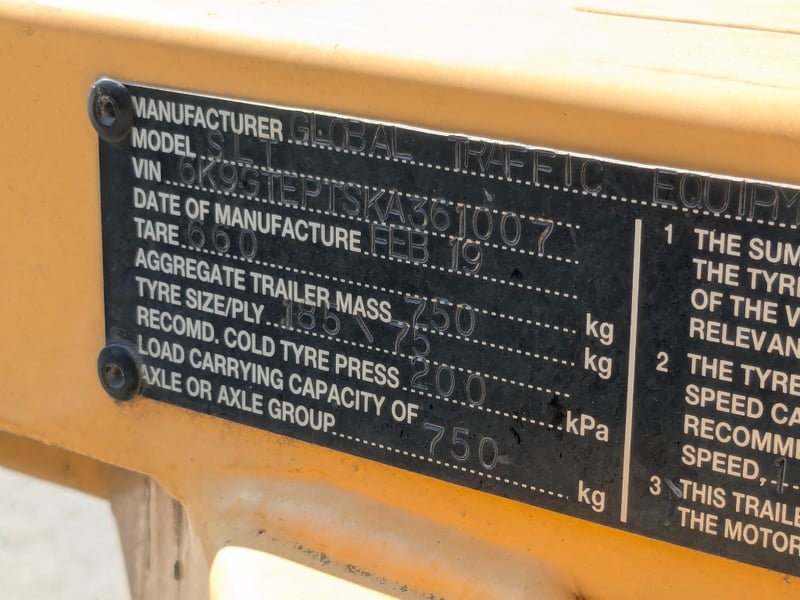 MANUFACTURER GLOBAL TRAFFIC EQUIPM
MODEL SLT
VIN 6K9GTEPTSKA361007
DATE OF MANUFACTURE FEB 19
TARE 660 kg
AGGREGATE TRAILER MASS 750 kg
TYRE SIZE/PLY 185\75
RECOMD. COLD TYRE PRESS 200 kPa
LOAD CARRYING CAPACITY OF
AXLE OR AXLE GROUP 750 kg
1 THE SUM
THE TYRE
OF THE V
RELEVAN
2 THE TYRE
SPEED CA
RECOMME
SPEED, 1
3 THIS TRAILE
THE MOTOR